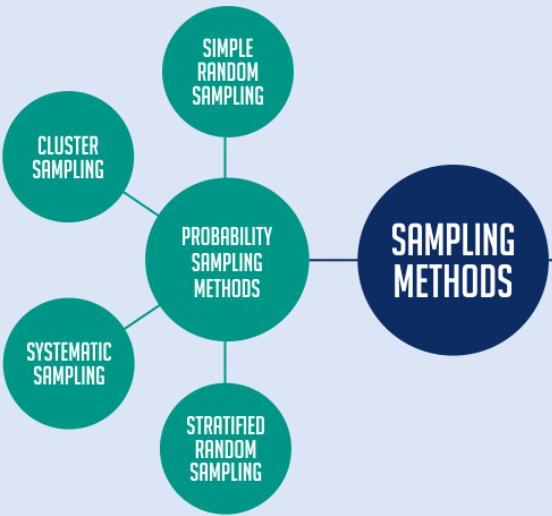 SIMPLE
RANDOM
SAMPLING
CLUSTER
SAMPLING
PROBABILITY
SAMPLING
METHODS
SAMPLING
METHODS
SYSTEMATIC
SAMPLING
STRATIFIED
RANDOM
SAMPLING